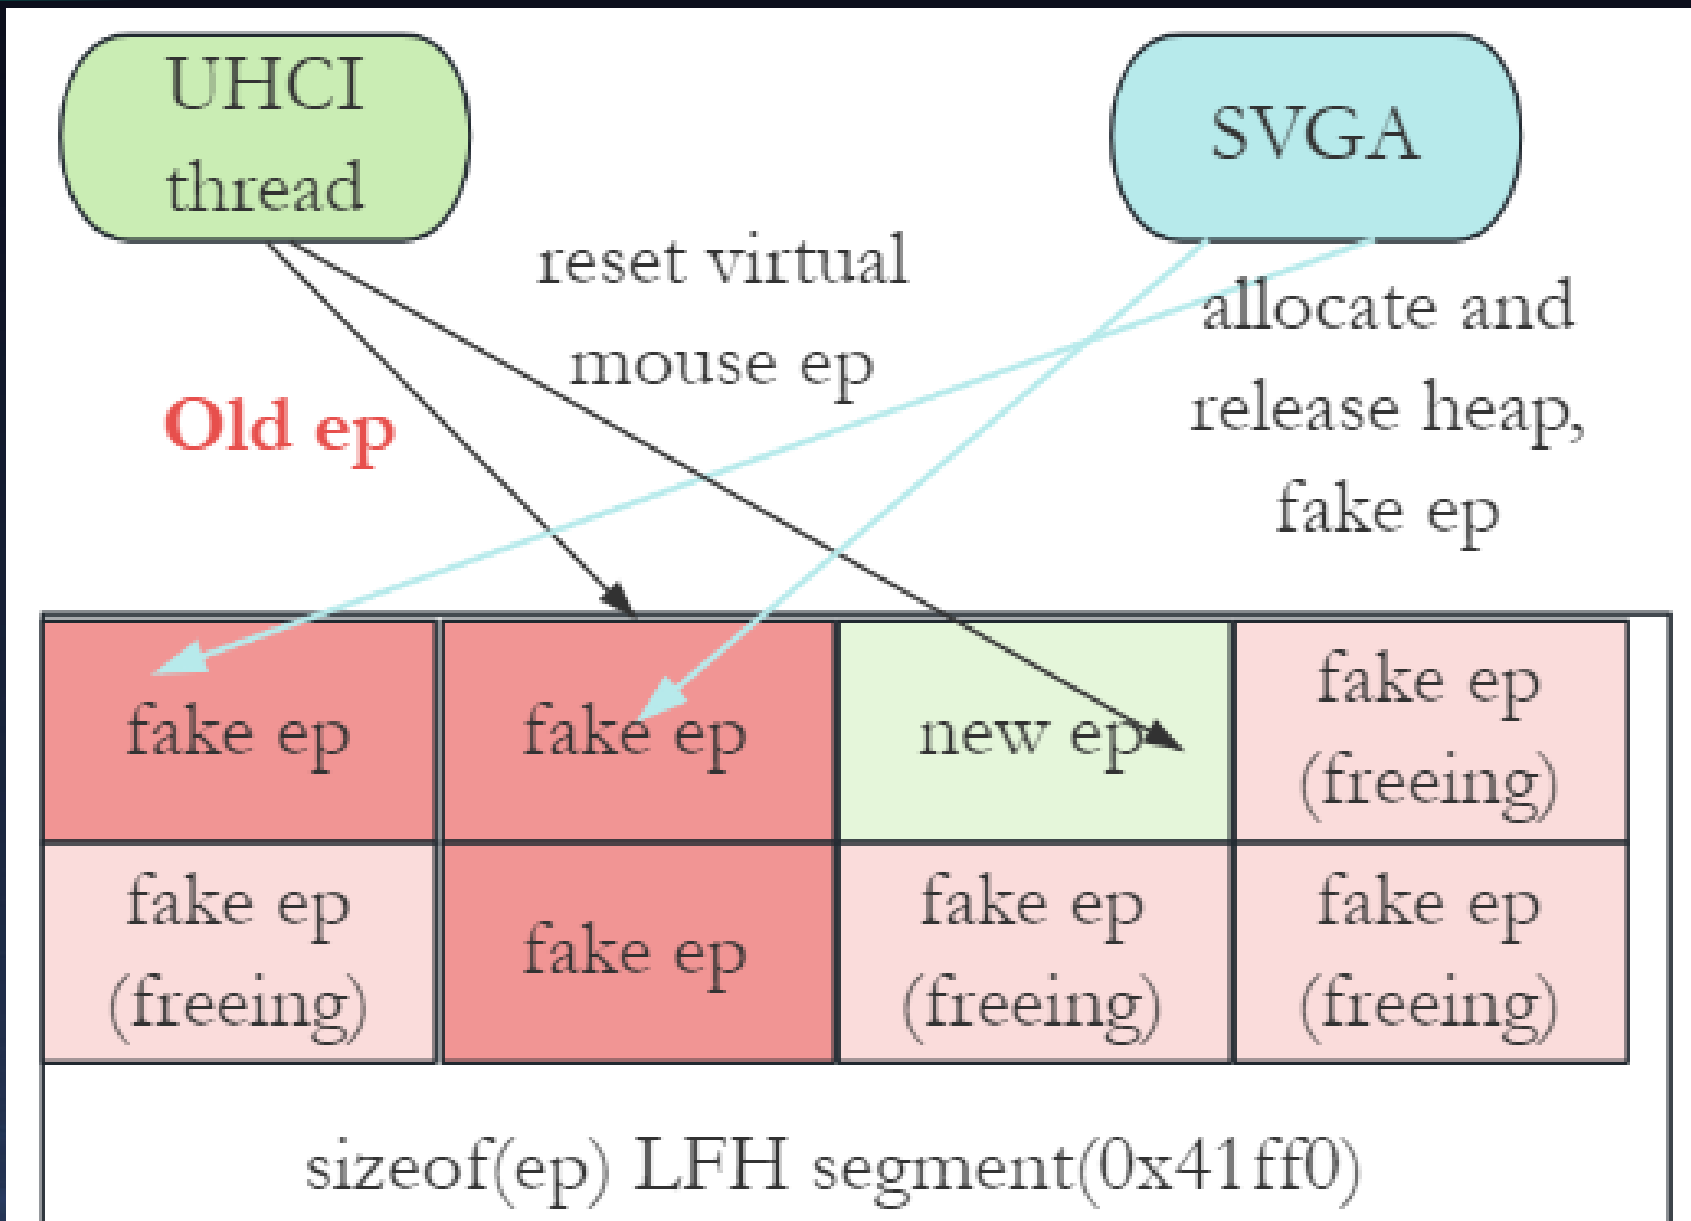 UHCI
thread
SVGA
reset virtual
mouse ep
allocate and
release heap,
fake ep
Old ep
fake ep
fake ep
new ep
fake ep
(freeing)
fake ep
(freeing)
fake ep
fake ep
(freeing)
fake ep
(freeing)
sizeof(ep) LFH segment(0x41ff0)